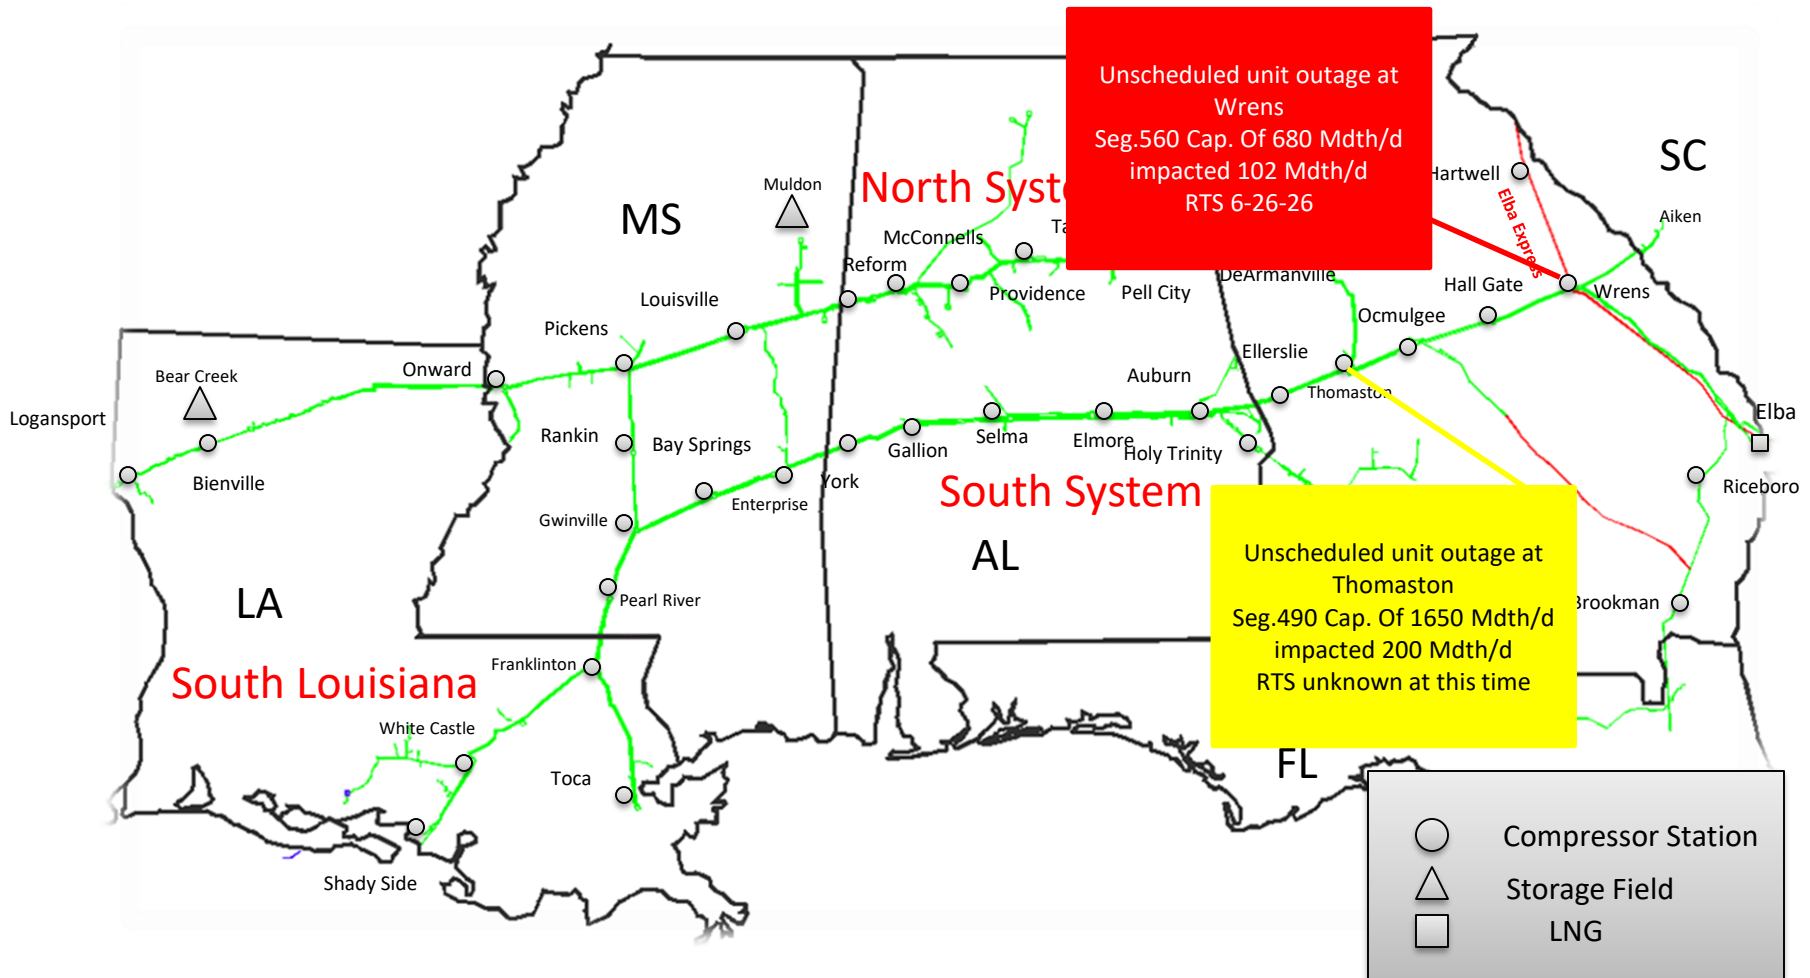 Unscheduled unit outage at
Wrens
Seg.560 Cap. Of 680 Mdth/d
impacted 102 Mdth/d
RTS 6-26-26
SC
Hartwell
Elba Express
Aiken
Muldon
North Syst
MS
McConnells
Ta
Reform
DeArmanville
Hall Gate
Wrens
Louisville
Providence
Pell City
Ocmulgee
Pickens
Ellerslie
Onward
Bear Creek
Auburn
Thomaston
Logansport
Elba
Rankin
Bay Springs
Selma
Elmore
Gallion
Holy Trinity
Bienville
York
Enterprise
South System
Riceboro
Gwinville
Unscheduled unit outage at
Thomaston
Seg.490 Cap. Of 1650 Mdth/d
impacted 200 Mdth/d
RTS unknown at this time
AL
LA
Pearl River
Brookman
Franklinton
South Louisiana
White Castle
Toca
FL
Shady Side
Compressor Station
Storage Field
LNG